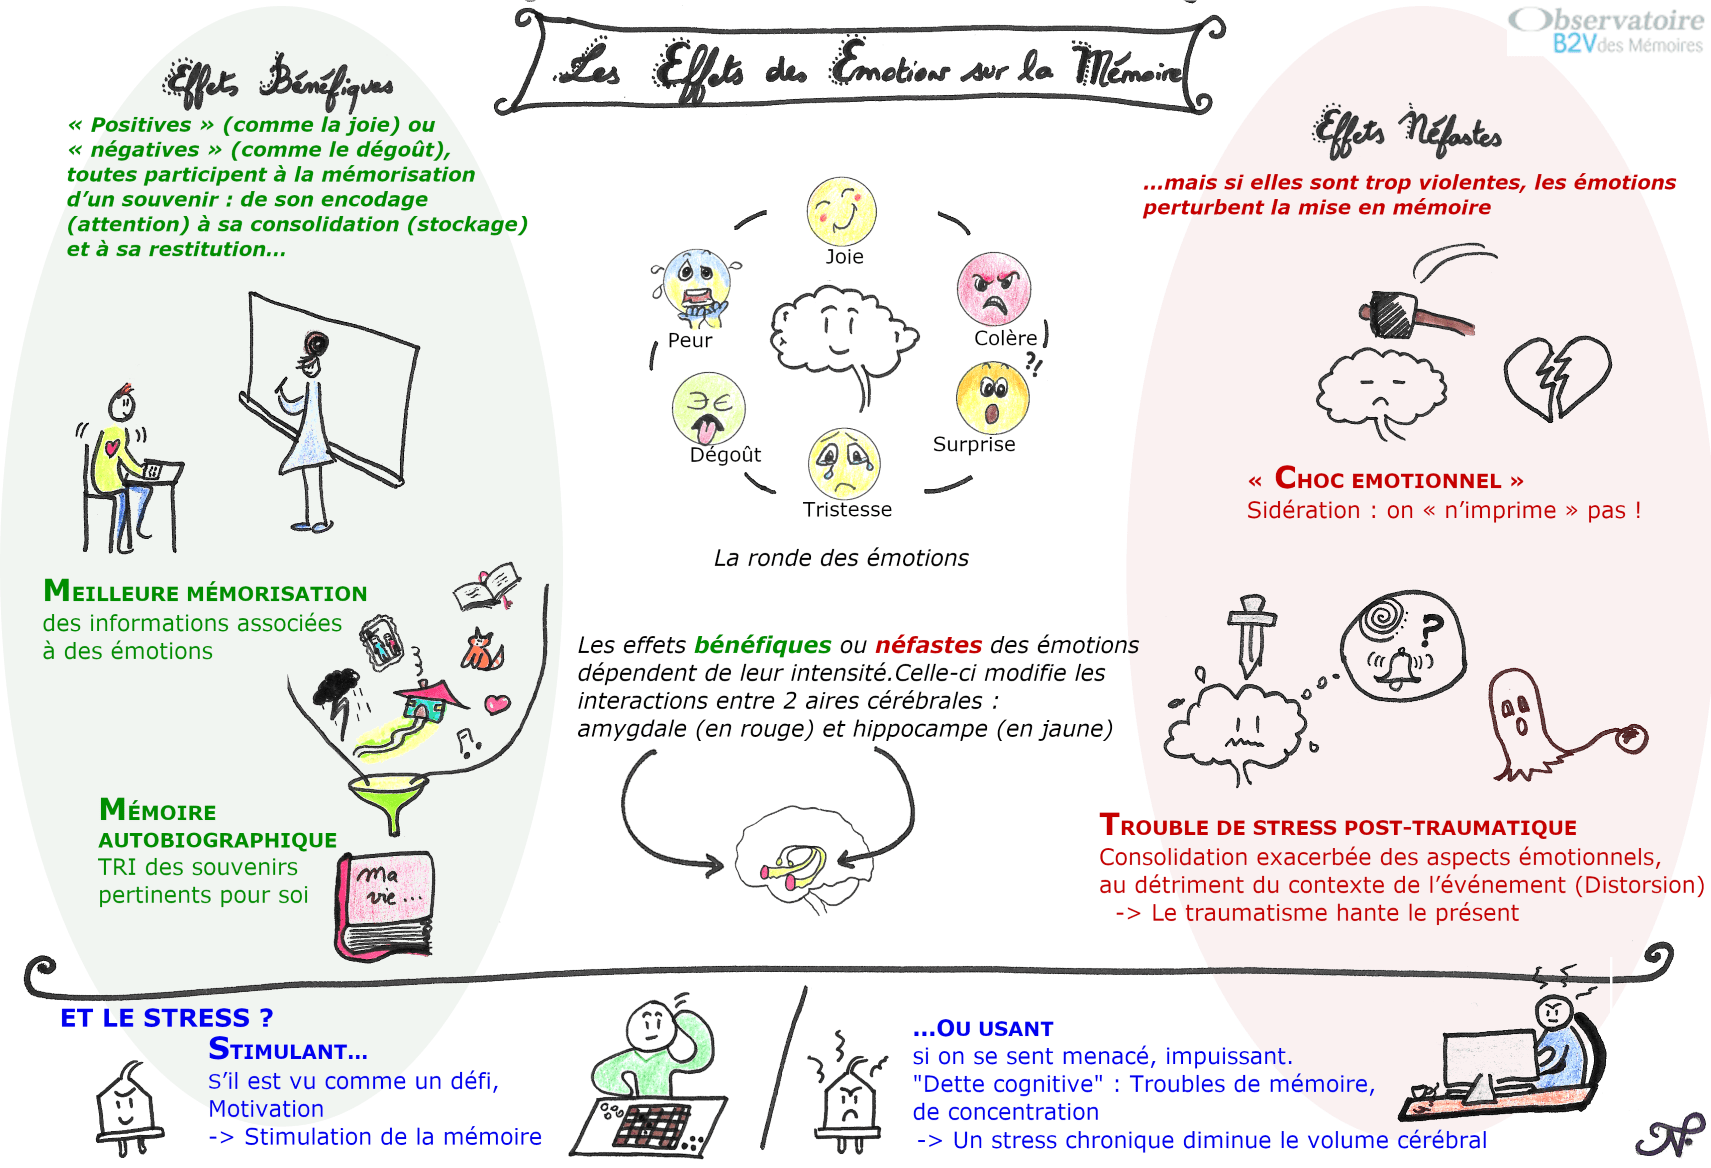 Observatoire
B2V des Mémoires
Les Effets des Emotions sur la Mémoire
Effets Bénéfiques
« Positives » (comme la joie) ou
« négatives » (comme le dégoût),
toutes participent à la mémorisation
d’un souvenir : de son encodage
(attention) à sa consolidation (stockage)
et à sa restitution…
MEILLEURE MÉMORISATION
des informations associées
à des émotions
MÉMOIRE
AUTOBIOGRAPHIQUE
TRI des souvenirs
pertinents pour soi
ma
vie ...
Joie
Colère
?!
Surprise
Tristesse
Dégoût
Peur
La ronde des émotions
Les effets bénéfiques ou néfastes des émotions
dépendent de leur intensité.Celle-ci modifie les
interactions entre 2 aires cérébrales :
amygdale (en rouge) et hippocampe (en jaune)
Effets Néfastes
…mais si elles sont trop violentes, les émotions
perturbent la mise en mémoire
« CHOC EMOTIONNEL »
Sidération : on « n’imprime » pas !
?
TROUBLE DE STRESS POST-TRAUMATIQUE
Consolidation exacerbée des aspects émotionnels,
au détriment du contexte de l’événement (Distorsion)
-> Le traumatisme hante le présent
ET LE STRESS ?
STIMULANT…
S’il est vu comme un défi,
Motivation
-> Stimulation de la mémoire
…OU USANT
si on se sent menacé, impuissant.
"Dette cognitive" : Troubles de mémoire,
de concentration
-> Un stress chronique diminue le volume cérébral